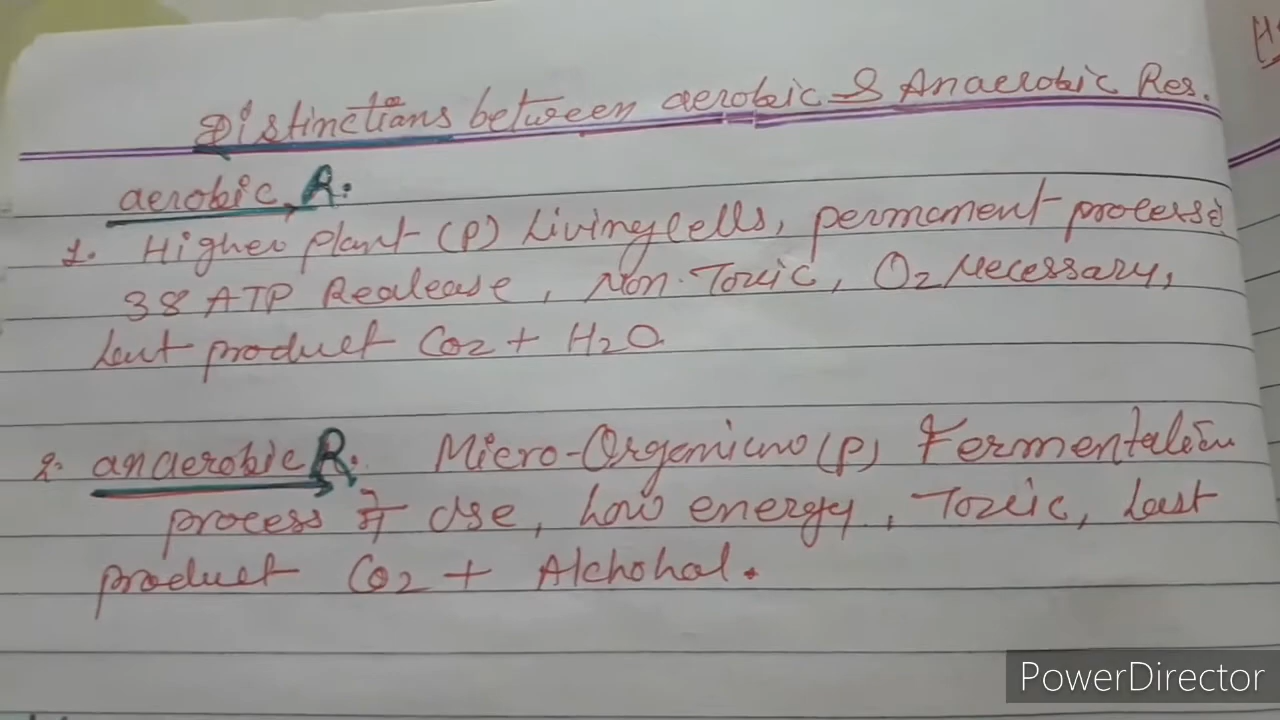 Distinctions between aerobic & Anaerobic Res.
aerobic R.
1. Higher plant (P) Living cells, permanent process
38 ATP Realease, Non-Toxic, O2 Necessary,
Last product CO2 + H2O
2. anaerobic R. Micro-Organism (P) Fermentation
process में use, Low energy, Toxic, Last
product CO2 + Alchohal.
PowerDirector